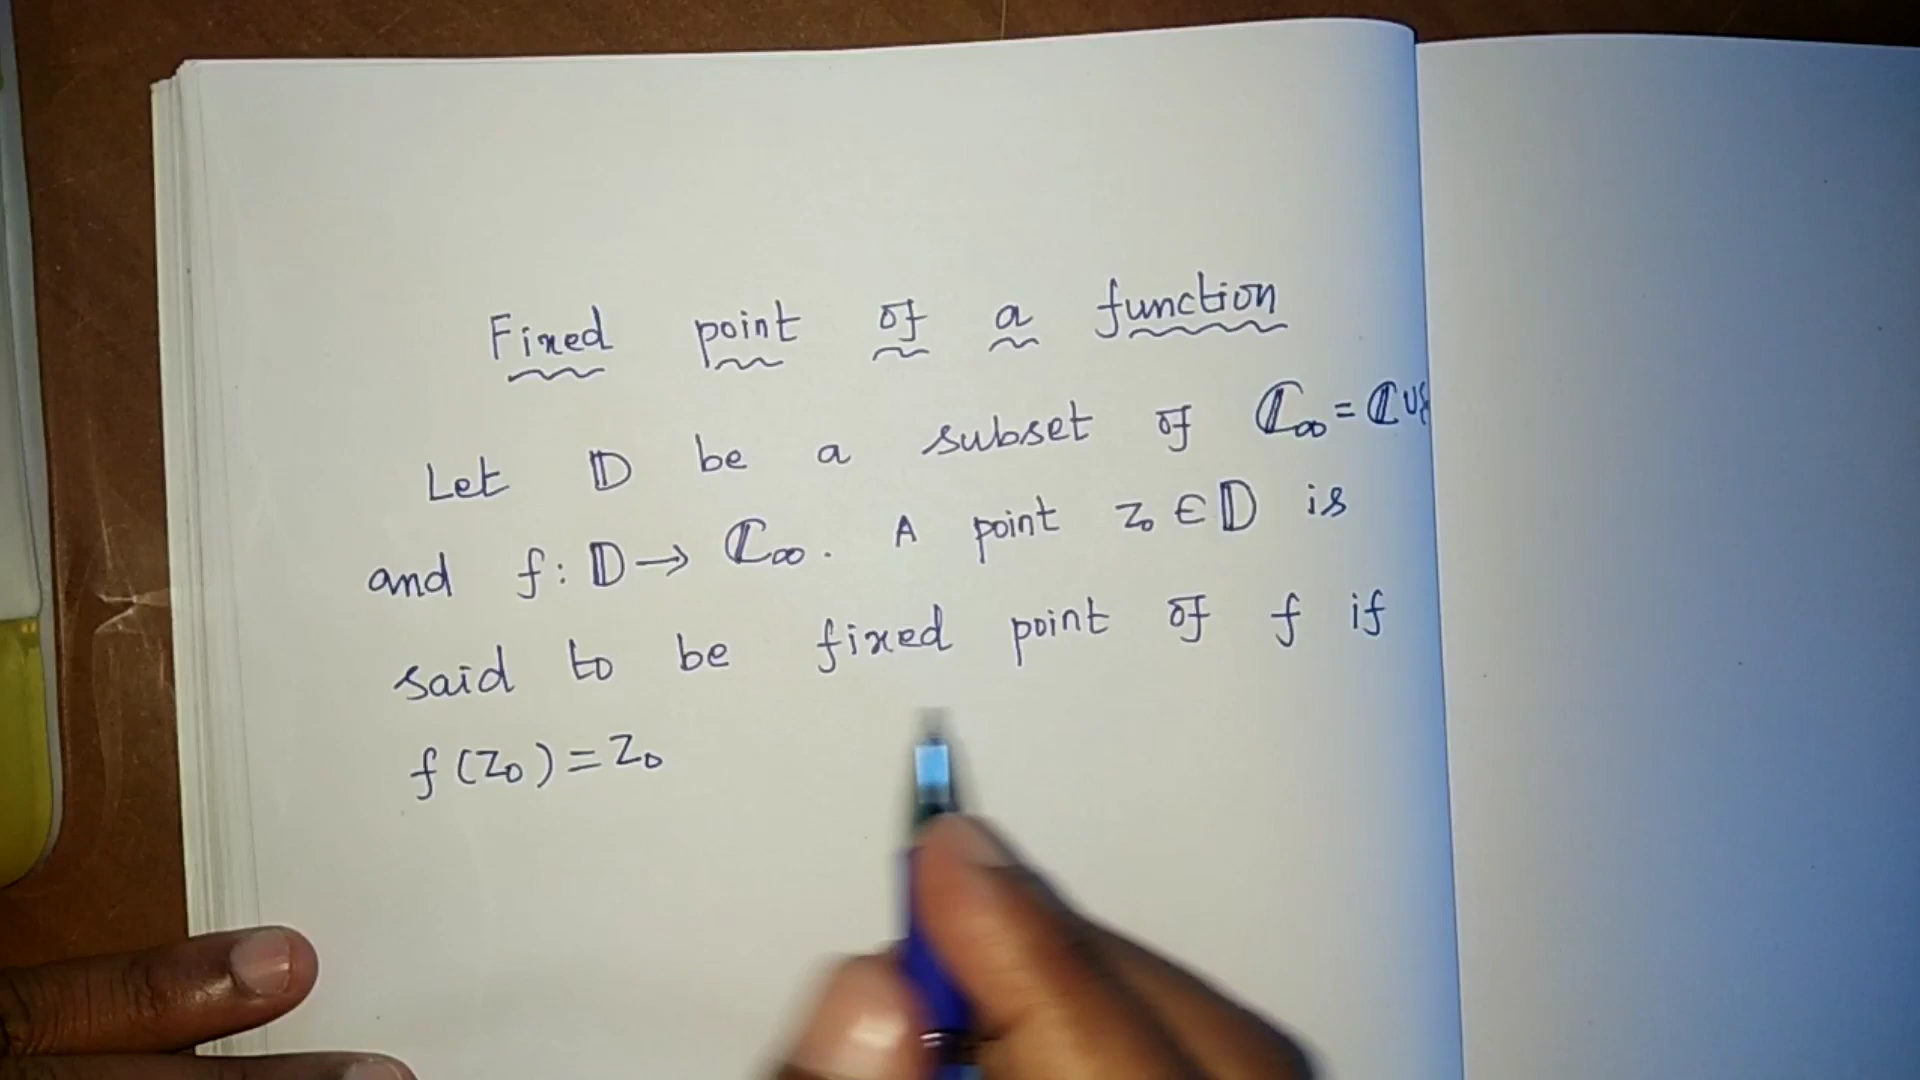 Fixed point of a function
Let 𝔻 be a subset of ℂ∞ = ℂ ∪ {
and f : 𝔻 → ℂ∞. A point z₀ ∈ 𝔻 is
said to be fixed point of f if
f(z₀) = z₀